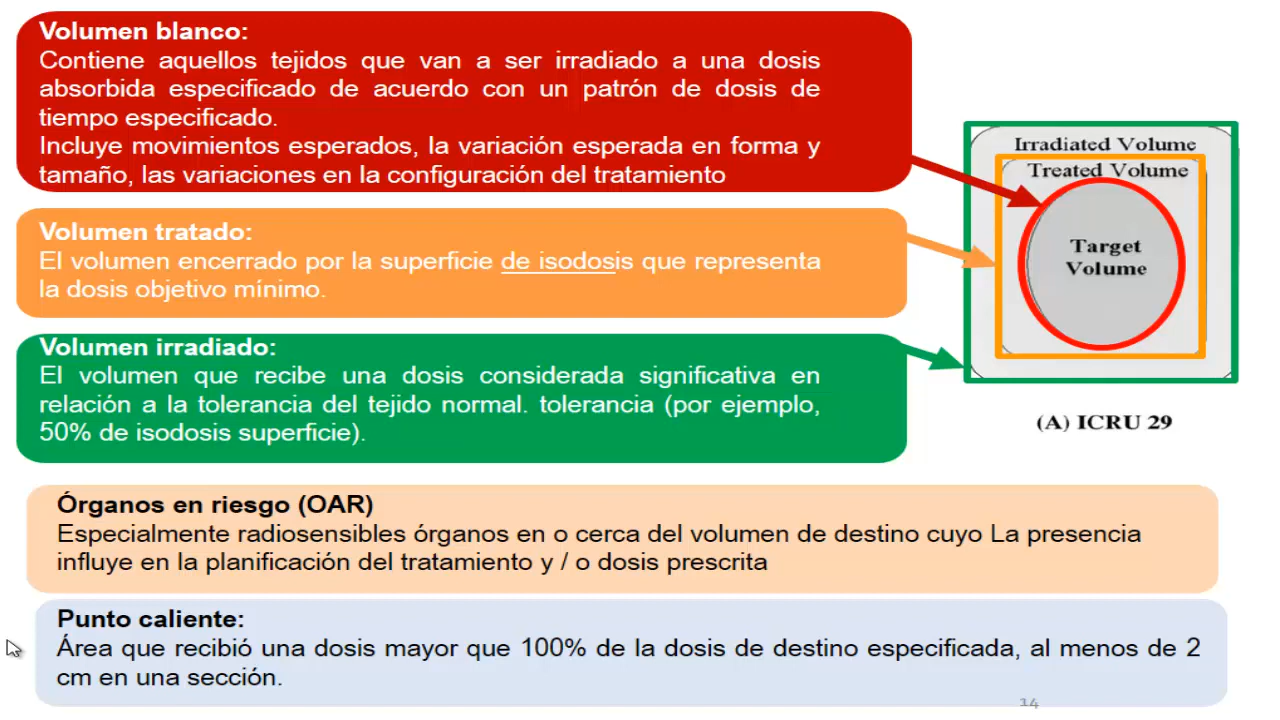 Volumen blanco:
Contiene aquellos tejidos que van a ser irradiado a una dosis
absorbida especificado de acuerdo con un patrón de dosis de
tiempo especificado.
Incluye movimientos esperados, la variación esperada en forma y
tamaño, las variaciones en la configuración del tratamiento
Volumen tratado:
El volumen encerrado por la superficie de isodosis que representa
la dosis objetivo mínimo.
Volumen irradiado:
El volumen que recibe una dosis considerada significativa en
relación a la tolerancia del tejido normal. tolerancia (por ejemplo,
50% de isodosis superficie).
Irradiated Volume
Treated Volume
Target
Volume
(A) ICRU 29
Órganos en riesgo (OAR)
Especialmente radiosensibles órganos en o cerca del volumen de destino cuyo La presencia
influye en la planificación del tratamiento y / o dosis prescrita
Punto caliente:
Área que recibió una dosis mayor que 100% de la dosis de destino especificada, al menos de 2
cm en una sección.
14